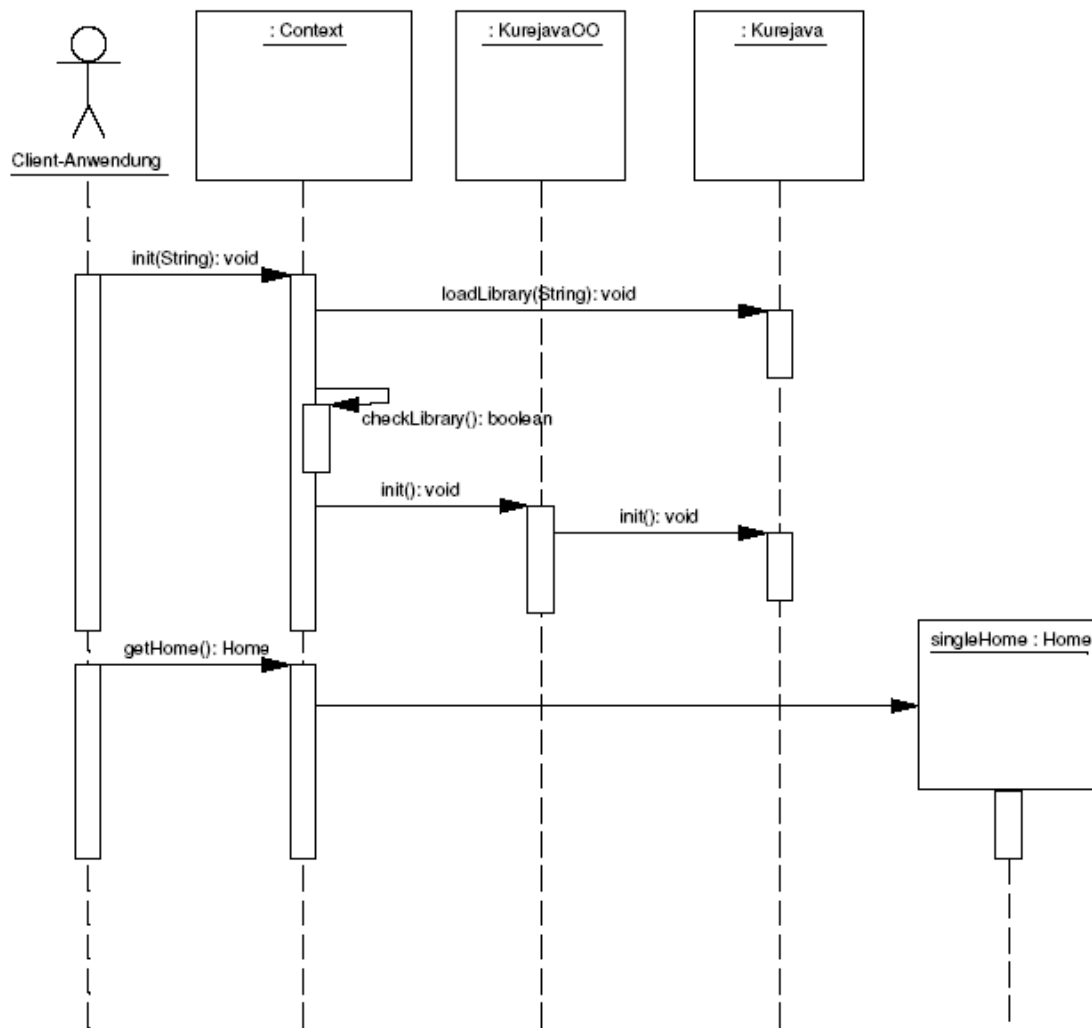 : Context
: KurejavaOO
: Kurejava
Client-Anwendung
init(String): void
loadLibrary(String): void
checkLibrary(): boolean
init(): void
init(): void
getHome(): Home
singleHome : Home